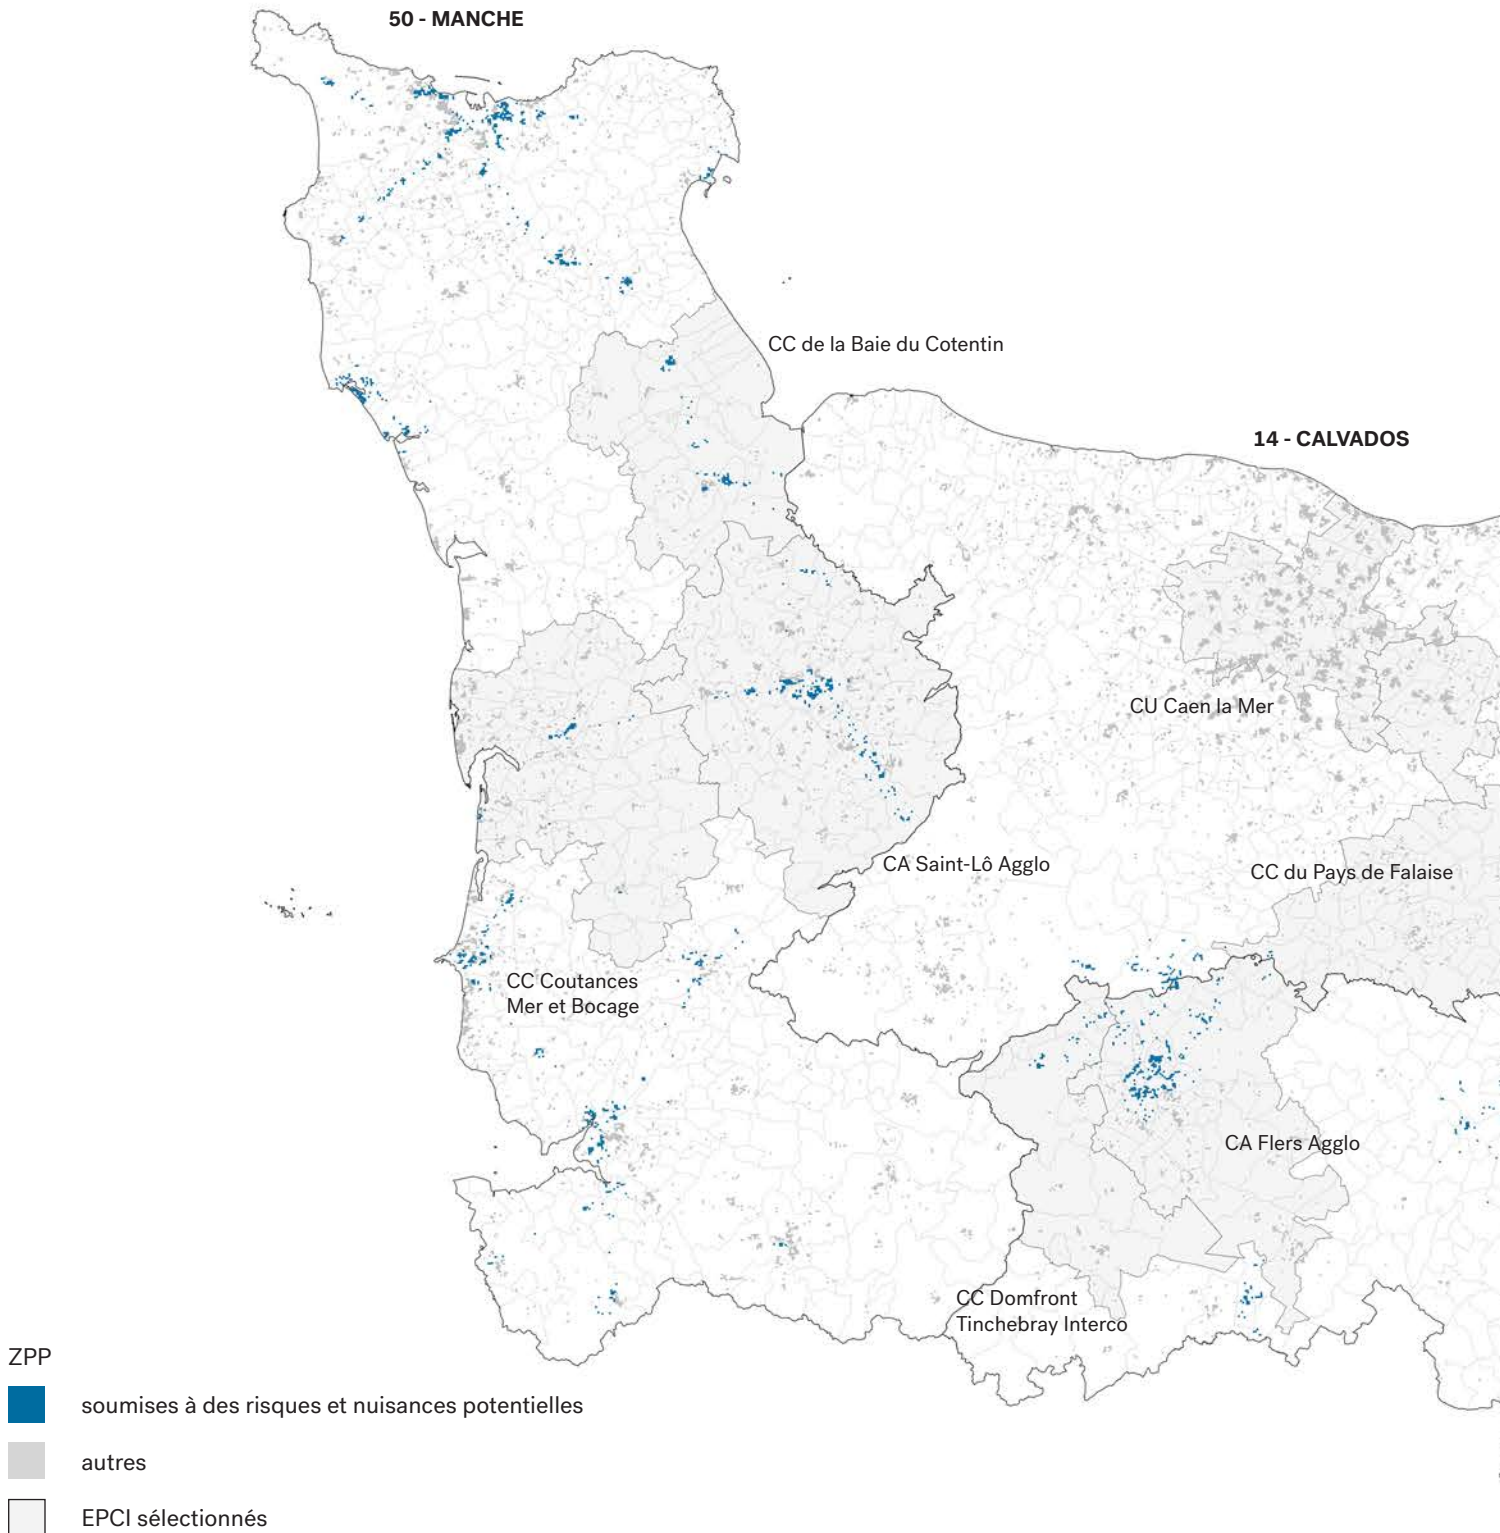 50 - MANCHE
CC de la Baie du Cotentin
14 - CALVADOS
CU Caen la Mer
CA Saint-Lô Agglo
CC du Pays de Falaise
CC Coutances
Mer et Bocage
CA Flers Agglo
CC Domfront
Tinchebray Interco
ZPP
soumises à des risques et nuisances potentielles
autres
EPCI sélectionnés